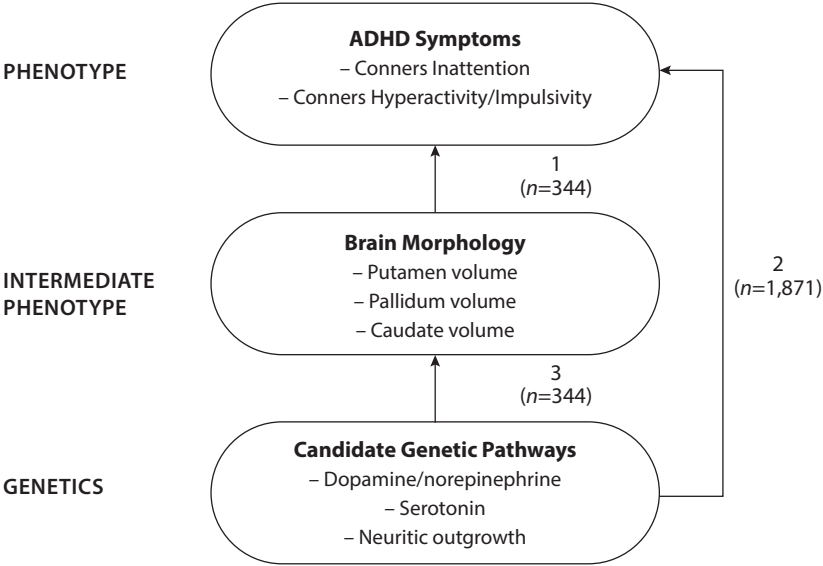 PHENOTYPE
ADHD Symptoms
– Conners Inattention
– Conners Hyperactivity/Impulsivity
1
(n=344)
INTERMEDIATE
PHENOTYPE
Brain Morphology
– Putamen volume
– Pallidum volume
– Caudate volume
2
(n=1,871)
3
(n=344)
GENETICS
Candidate Genetic Pathways
– Dopamine/norepinephrine
– Serotonin
– Neuritic outgrowth